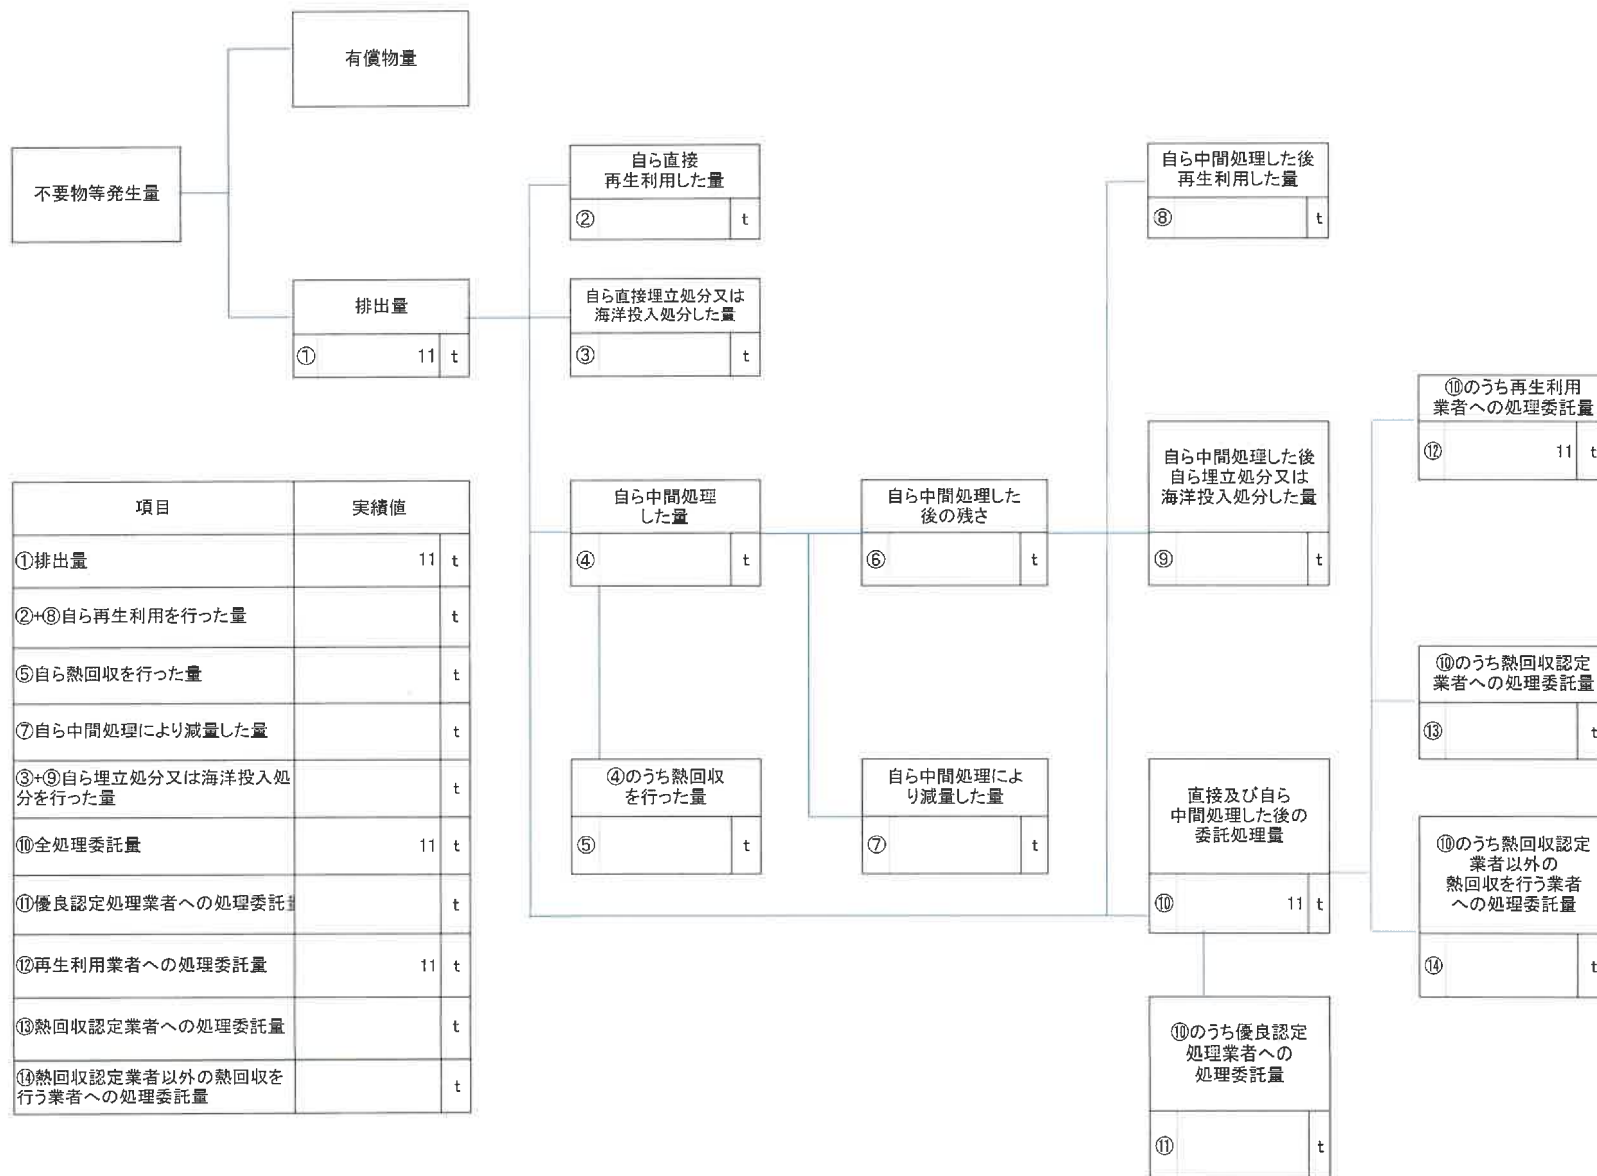 有償物量
不要物等発生量
排出量
① 11 t
自ら直接
再生利用した量
② t
自ら直接埋立処分又は
海洋投入処分した量
③ t
自ら中間処理
した量
④ t
④のうち熱回収
を行った量
⑤ t
自ら中間処理した
後の残さ
⑥ t
自ら中間処理によ
り減量した量
⑦ t
自ら中間処理した後
再生利用した量
⑧ t
自ら中間処理した後
自ら埋立処分又は
海洋投入処分した量
⑨ t
直接及び自ら
中間処理した後の
委託処理量
⑩ 11 t
⑩のうち優良認定
処理業者への
処理委託量
⑪ t
⑩のうち再生利用
業者への処理委託量
⑫ 11 t
⑩のうち熱回収認定
業者への処理委託量
⑬ t
⑩のうち熱回収認定
業者以外の
熱回収を行う業者
への処理委託量
⑭ t
項目 実績値
①排出量 11 t
②+⑧自ら再生利用を行った量 t
⑤自ら熱回収を行った量 t
⑦自ら中間処理により減量した量 t
③+⑨自ら埋立処分又は海洋投入処
分を行った量 t
⑩全処理委託量 11 t
⑪優良認定処理業者への処理委託 t
⑫再生利用業者への処理委託量 11 t
⑬熱回収認定業者への処理委託量 t
⑭熱回収認定業者以外の熱回収を
行う業者への処理委託量 t